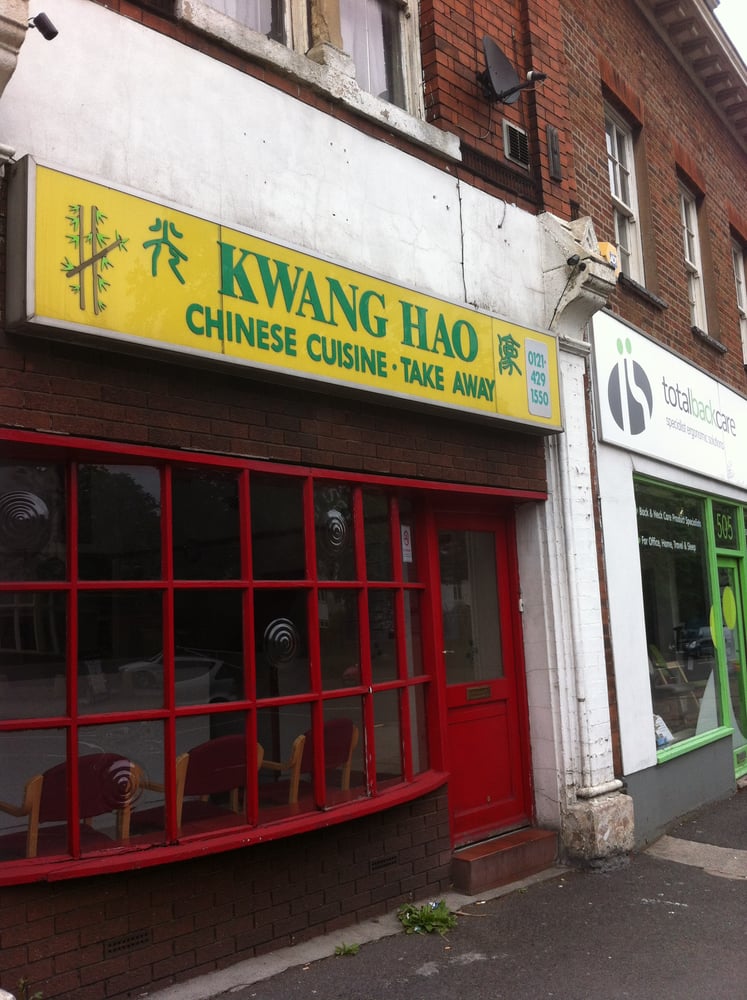 光 KWANG HAO
CHINESE CUISINE · TAKE AWAY
0121-
429
1550
totalbackcare
specialist ergonomic solutions
Back & Neck Care Product Specialists
For Office, Home, Travel & Sleep
505